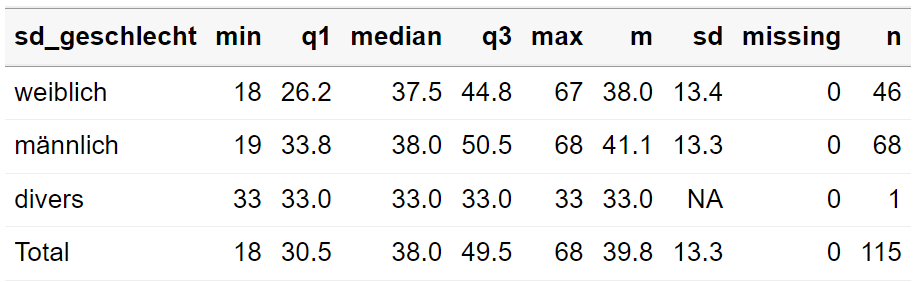 sd_geschlecht min q1 median q3 max m sd missing n
weiblich 18 26.2 37.5 44.8 67 38.0 13.4 0 46
männlich 19 33.8 38.0 50.5 68 41.1 13.3 0 68
divers 33 33.0 33.0 33.0 33 33.0 NA 0 1
Total 18 30.5 38.0 49.5 68 39.8 13.3 0 115